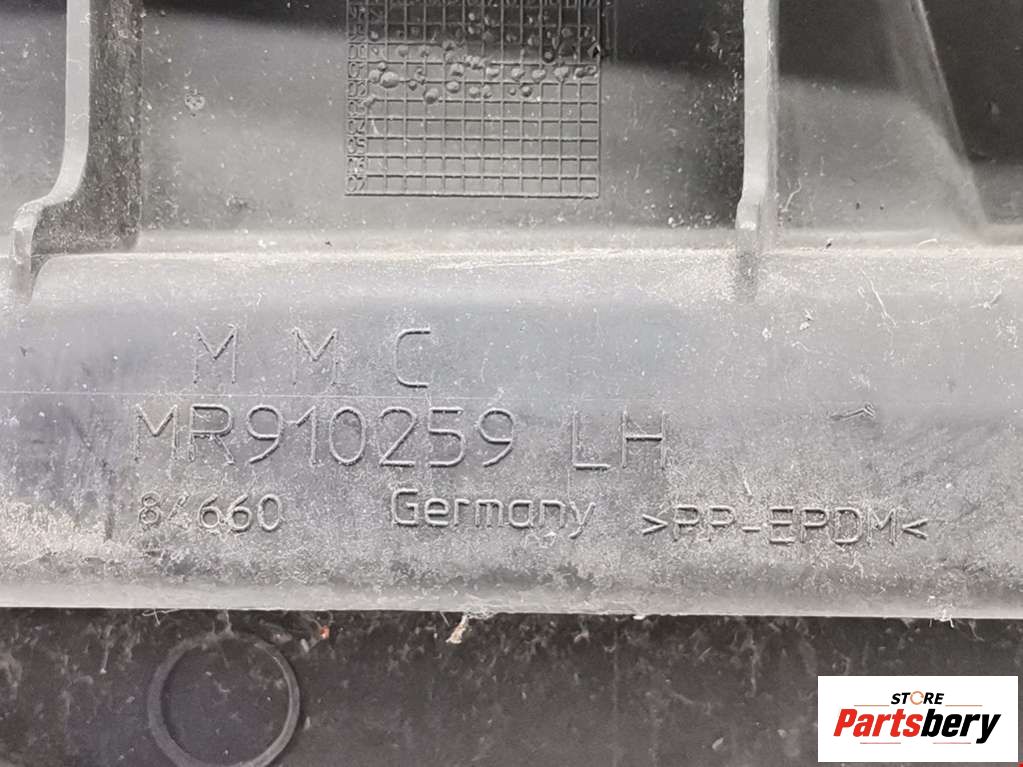 M M C
MR910259 LH
84660 Germany >PP-EPDM<
STORE
Partsbery